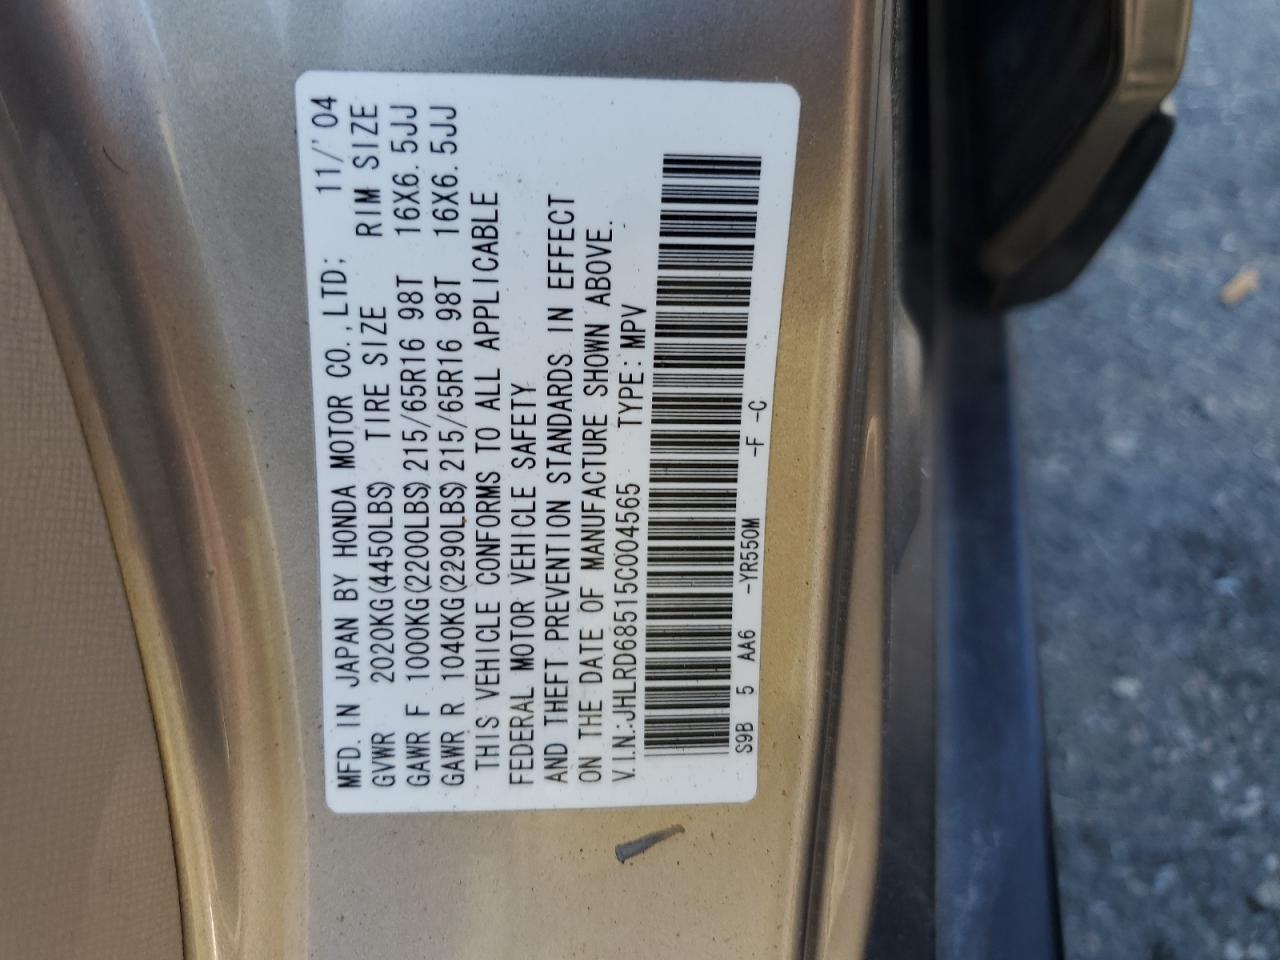 MFD. IN JAPAN BY HONDA MOTOR CO., LTD; 11/'04
GVWR 2020KG(4450LBS) TIRE SIZE RIM SIZE
GAWR F 1000KG(2200LBS) 215/65R16 98T 16X6.5JJ
GAWR R 1040KG(2290LBS) 215/65R16 98T 16X6.5JJ
THIS VEHICLE CONFORMS TO ALL APPLICABLE
FEDERAL MOTOR VEHICLE SAFETY
AND THEFT PREVENTION STANDARDS IN EFFECT
ON THE DATE OF MANUFACTURE SHOWN ABOVE.
V.I.N.:JHLRD68515C004565 TYPE: MPV
S9B 5 AA6 -YR550M -F -C